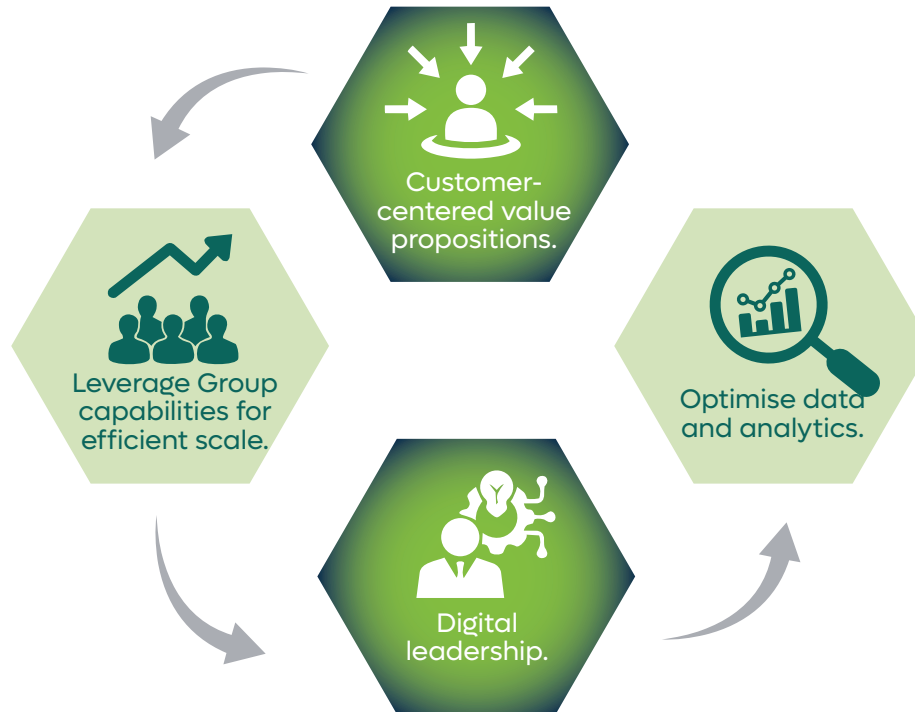 Customer-
centered value
propositions.
Leverage Group
capabilities for
efficient scale.
Optimise data
and analytics.
Digital
leadership.